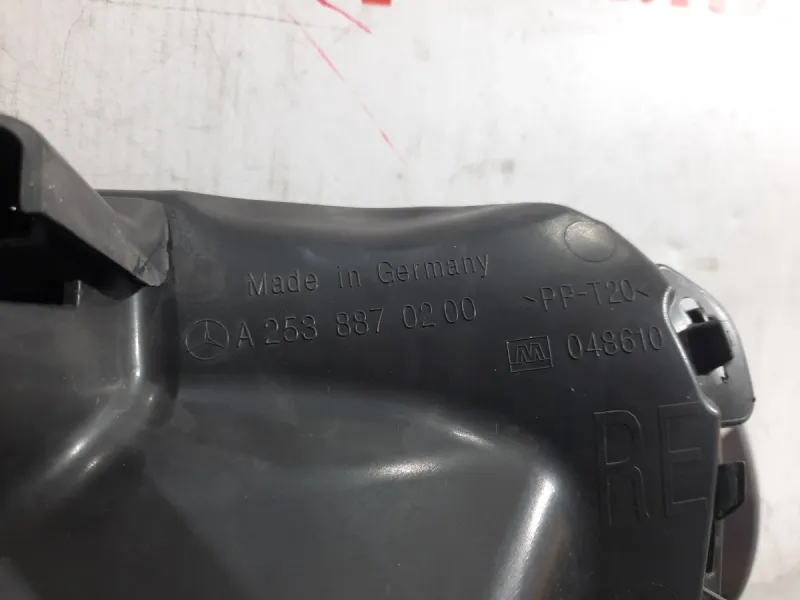 Made in Germany
A 253 887 02 00
>PP-T20<
M 048610
RE